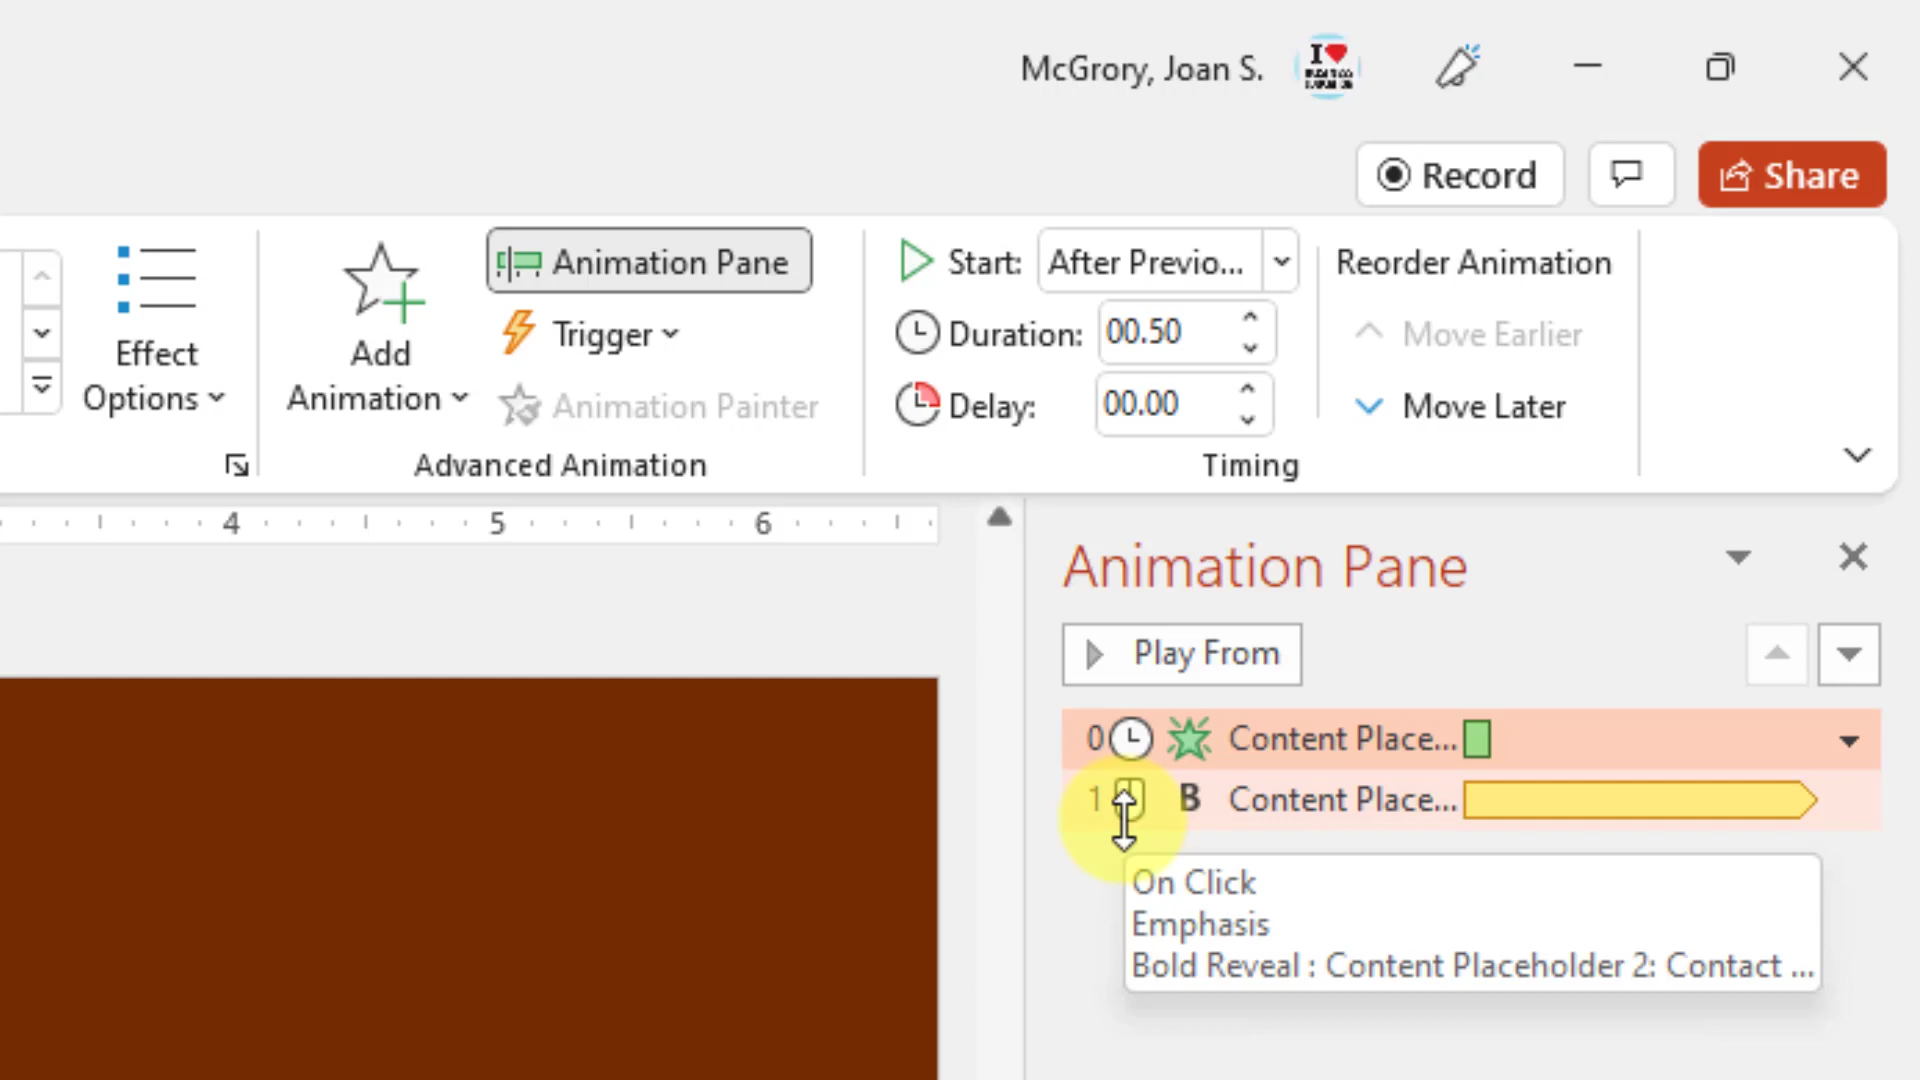 McGrory, Joan S.
I
Record
Share
Effect
Options
Add
Animation
Animation Pane
Trigger
Animation Painter
Advanced Animation
Start: After Previo...
Duration: 00.50
Delay: 00.00
Timing
Reorder Animation
Move Earlier
Move Later
4 5 6
Animation Pane
Play From
0 Content Place...
1 B Content Place...
On Click
Emphasis
Bold Reveal : Content Placeholder 2: Contact ...